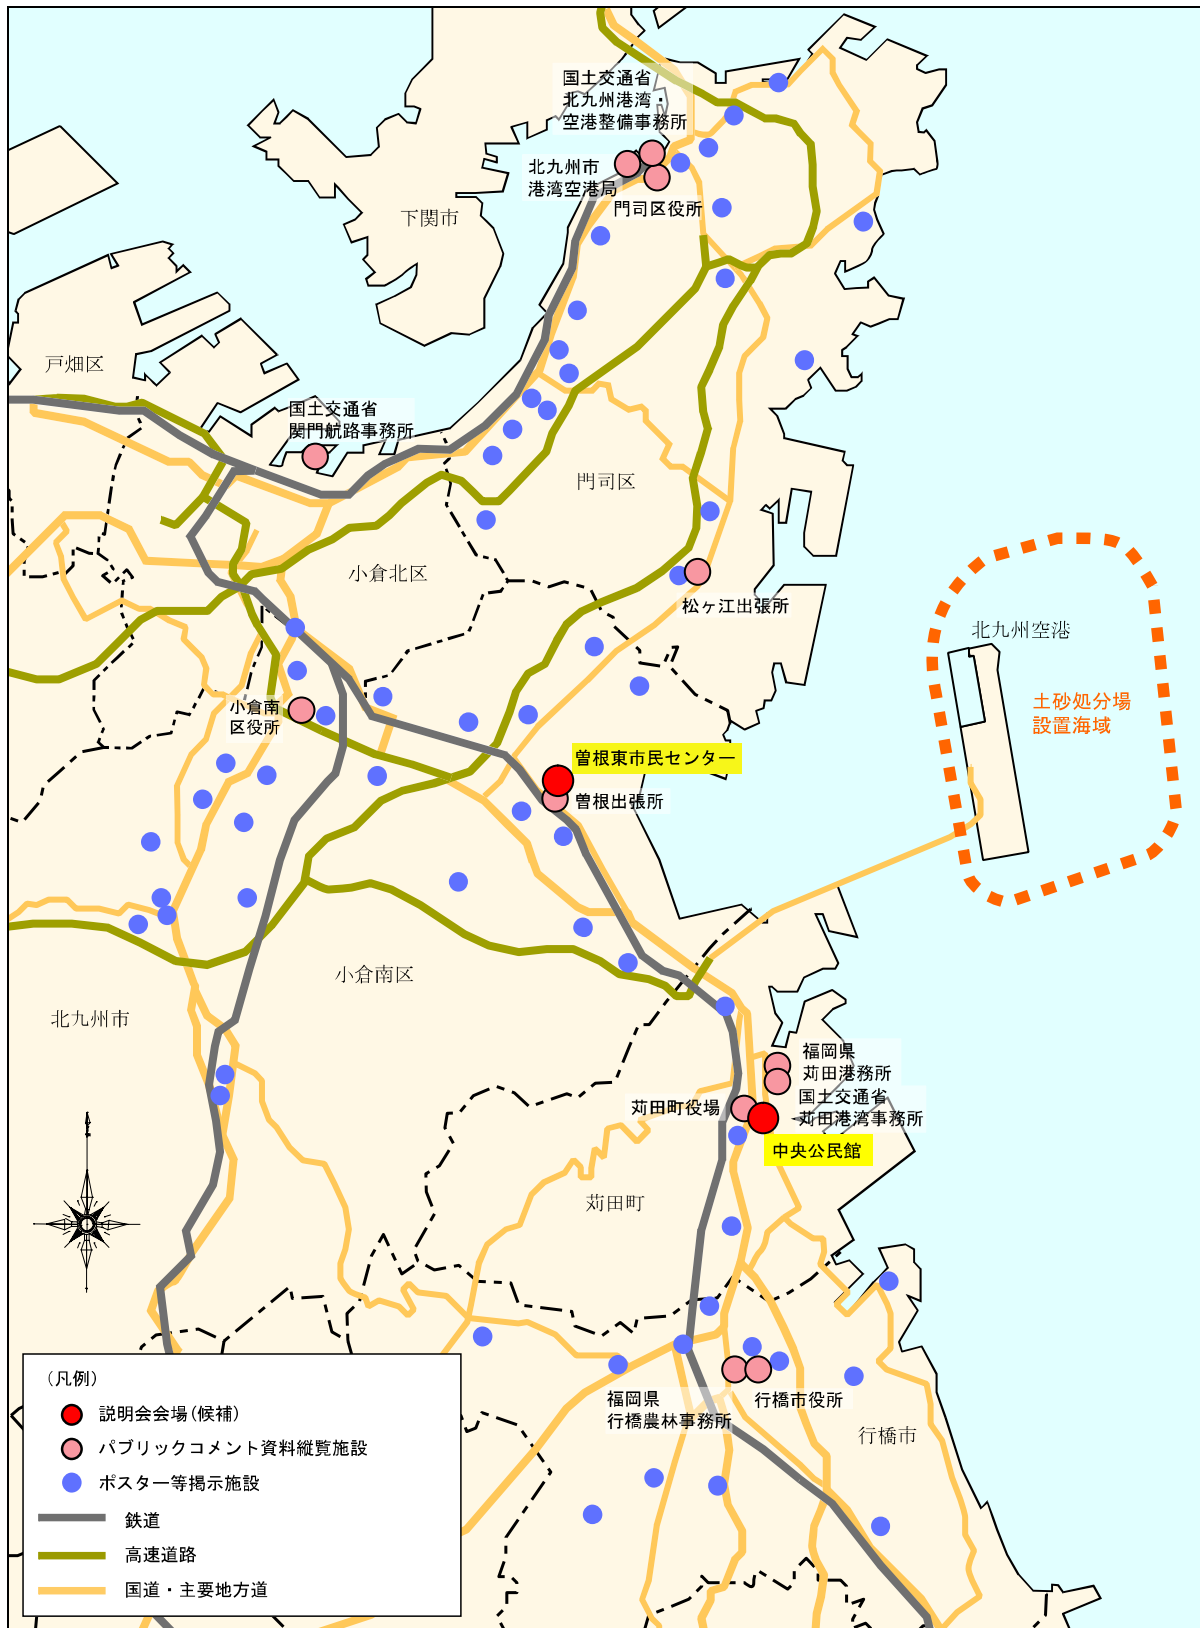 国土交通省
北九州港湾・
空港整備事務所
北九州市
港湾空港局
門司区役所
下関市
戸畑区
国土交通省
関門航路事務所
門司区
小倉北区
松ヶ江出張所
北九州空港
土砂処分場
設置海域
小倉南
区役所
曽根東市民センター
曽根出張所
小倉南区
北九州市
福岡県
苅田港務所
国土交通省
苅田港湾事務所
苅田町役場
中央公民館
苅田町
福岡県
行橋農林事務所
行橋市役所
行橋市
（凡例）
説明会会場(候補)
パブリックコメント資料縦覧施設
ポスター等掲示施設
鉄道
高速道路
国道・主要地方道